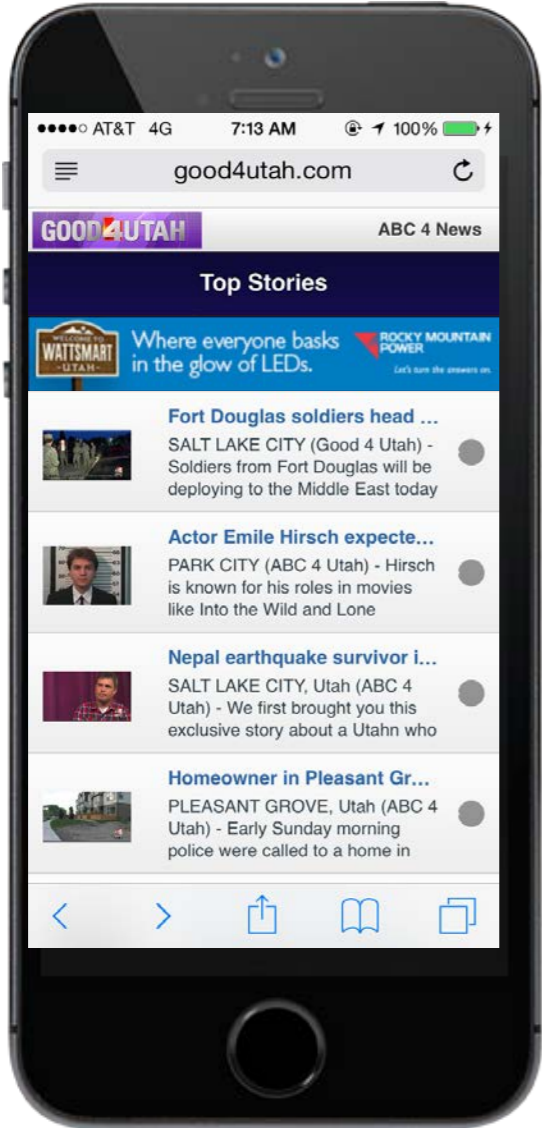 AT&T 4G 7:13 AM 100%
good4utah.com
GOOD4UTAH ABC 4 News
Top Stories
WELCOME TO
WATTSMART
-UTAH-
Where everyone basks
in the glow of LEDs.
ROCKY MOUNTAIN
POWER
Let's turn the answers on.
Fort Douglas soldiers head ...
SALT LAKE CITY (Good 4 Utah) -
Soldiers from Fort Douglas will be
deploying to the Middle East today
Actor Emile Hirsch expecte...
PARK CITY (ABC 4 Utah) - Hirsch
is known for his roles in movies
like Into the Wild and Lone
Nepal earthquake survivor i...
SALT LAKE CITY, Utah (ABC 4
Utah) - We first brought you this
exclusive story about a Utahn who
Homeowner in Pleasant Gr...
PLEASANT GROVE, Utah (ABC 4
Utah) - Early Sunday morning
police were called to a home in